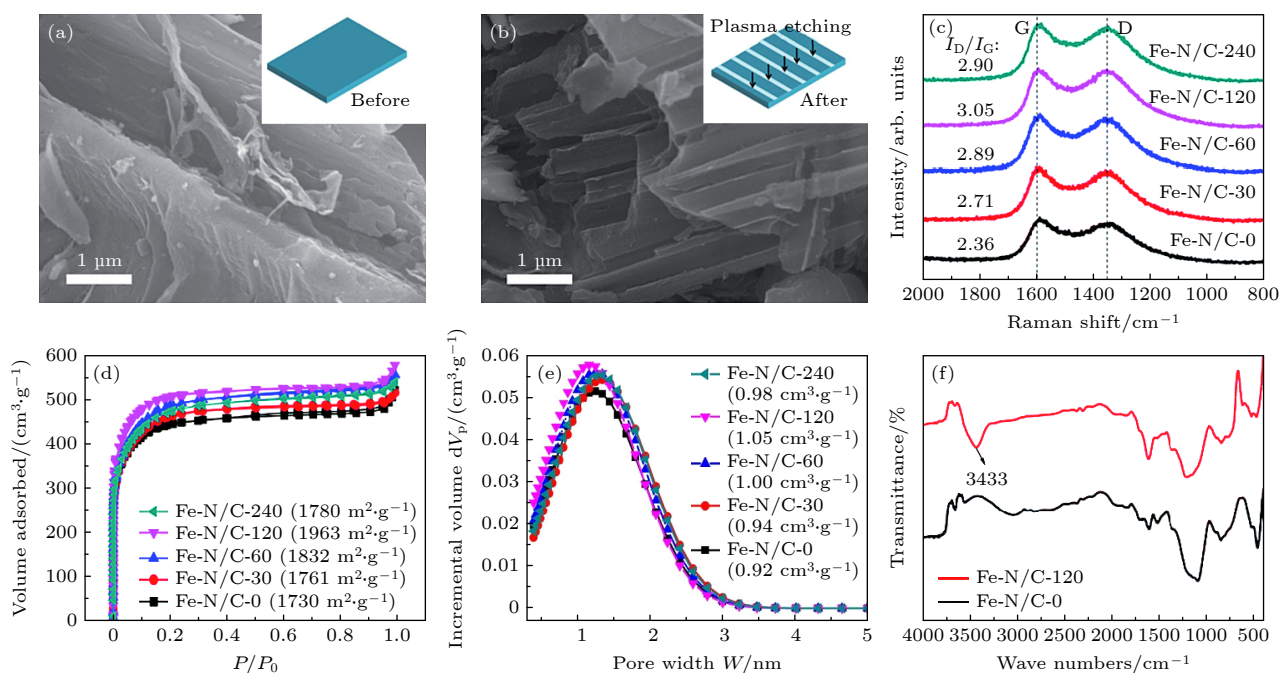 (a)
Before
1 μm
(b)
Plasma etching
After
1 μm
(c)
G
D
I_D/I_G:
2.90
Fe-N/C-240
3.05
Fe-N/C-120
2.89
Fe-N/C-60
2.71
Fe-N/C-30
2.36
Fe-N/C-0
Intensity/arb. units
2000 1800 1600 1400 1200 1000 800
Raman shift/cm⁻¹
(d)
Volume adsorbed/(cm³·g⁻¹)
600
500
400
300
200
100
0
Fe-N/C-240 (1780 m²·g⁻¹)
Fe-N/C-120 (1963 m²·g⁻¹)
Fe-N/C-60 (1832 m²·g⁻¹)
Fe-N/C-30 (1761 m²·g⁻¹)
Fe-N/C-0 (1730 m²·g⁻¹)
0 0.2 0.4 0.6 0.8 1.0
P/P₀
(e)
Incremental volume dVₚ/(cm³·g⁻¹)
0.06
0.05
0.04
0.03
0.02
0.01
0
Fe-N/C-240
(0.98 cm³·g⁻¹)
Fe-N/C-120
(1.05 cm³·g⁻¹)
Fe-N/C-60
(1.00 cm³·g⁻¹)
Fe-N/C-30
(0.94 cm³·g⁻¹)
Fe-N/C-0
(0.92 cm³·g⁻¹)
1 2 3 4 5
Pore width W/nm
(f)
Transmittance/%
3433
Fe-N/C-120
Fe-N/C-0
4000 3500 3000 2500 2000 1500 1000 500
Wave numbers/cm⁻¹